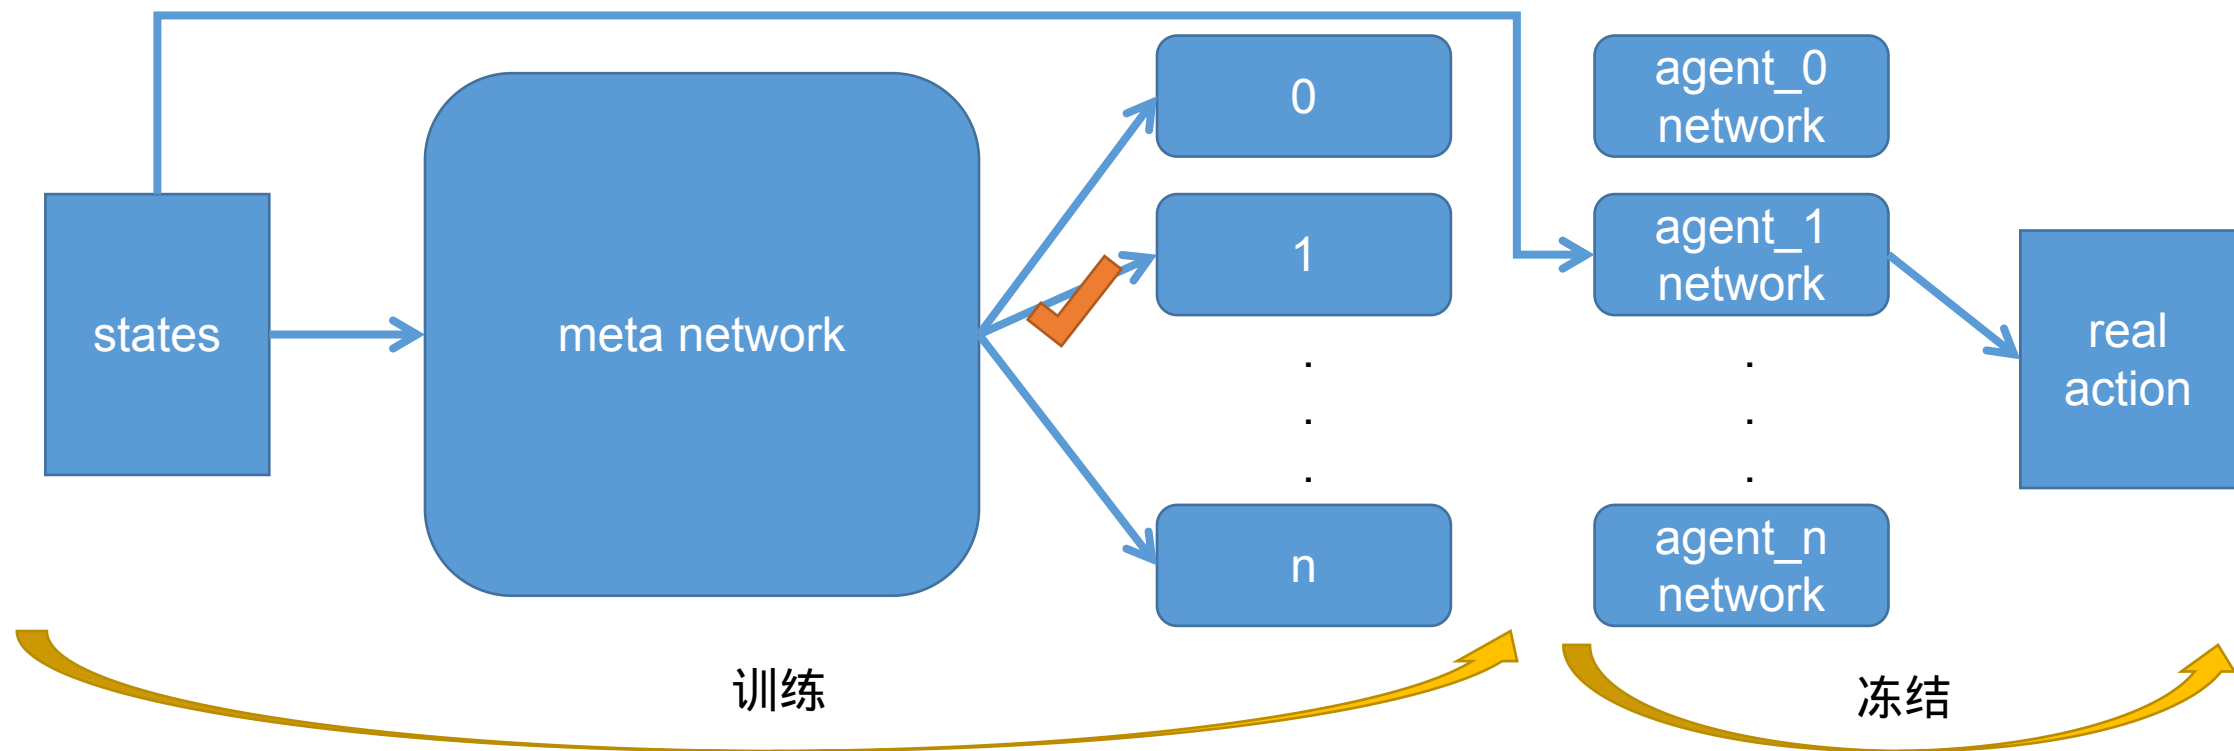 states
meta network
0
1
.
.
.
n
agent_0
network
agent_1
network
.
.
.
agent_n
network
real
action
训练
冻结